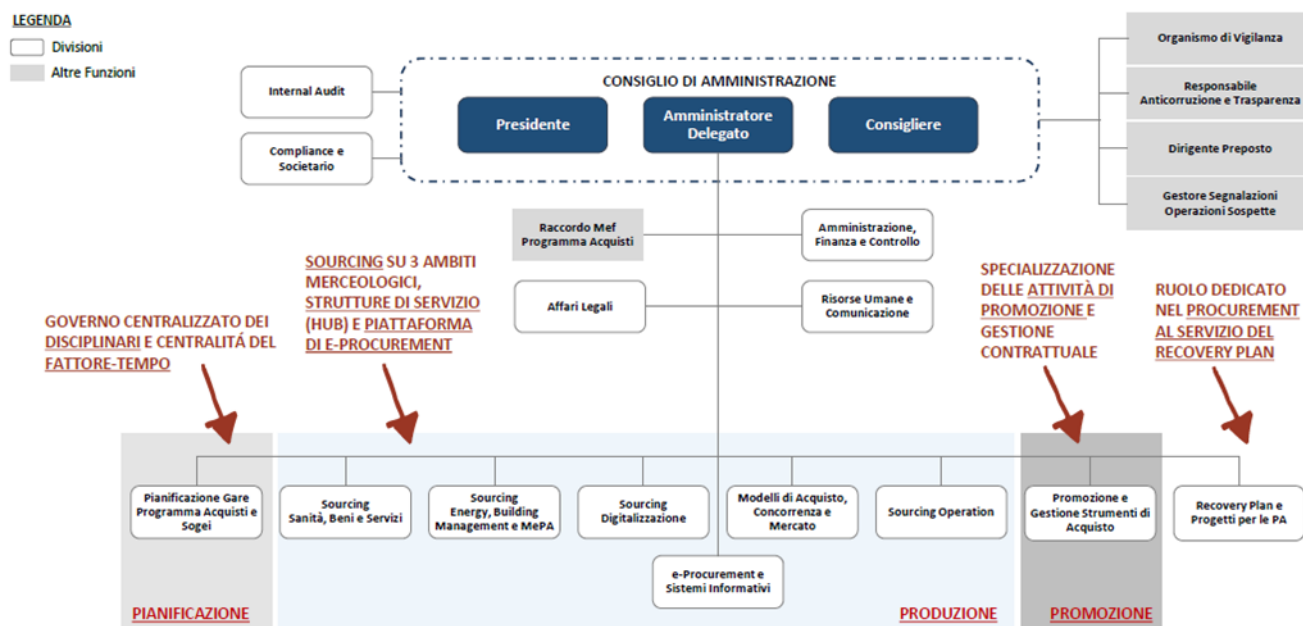 LEGENDA
Divisioni
Altre Funzioni
Internal Audit
Compliance e
Societario
CONSIGLIO DI AMMINISTRAZIONE
Presidente
Amministratore
Delegato
Consigliere
Organismo di Vigilanza
Responsabile
Anticorruzione e Trasparenza
Dirigente Preposto
Gestore Segnalazioni
Operazioni Sospette
Raccordo Mef
Programma Acquisti
Amministrazione,
Finanza e Controllo
Affari Legali
Risorse Umane e
Comunicazione
GOVERNO CENTRALIZZATO DEI
DISCIPLINARI E CENTRALITÁ DEL
FATTORE-TEMPO
SOURCING SU 3 AMBITI
MERCEOLOGICI,
STRUTTURE DI SERVIZIO
(HUB) E PIATTAFORMA
DI E-PROCUREMENT
SPECIALIZZAZIONE
DELLE ATTIVITÀ DI
PROMOZIONE E
GESTIONE
CONTRATTUALE
RUOLO DEDICATO
NEL PROCUREMENT
AL SERVIZIO DEL
RECOVERY PLAN
Pianificazione Gare
Programma Acquisti e
Sogei
Sourcing
Sanità, Beni e Servizi
Sourcing
Energy, Building
Management e MePA
Sourcing
Digitalizzazione
Modelli di Acquisto,
Concorrenza e
Mercato
Sourcing Operation
Promozione e
Gestione Strumenti di
Acquisto
Recovery Plan e
Progetti per le PA
e-Procurement e
Sistemi Informativi
PIANIFICAZIONE
PRODUZIONE
PROMOZIONE